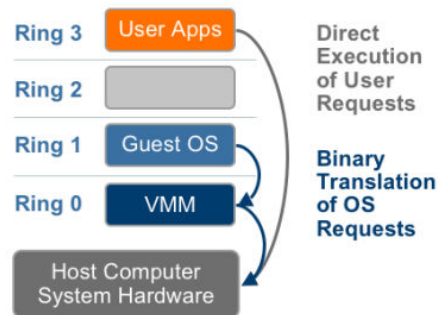 Ring 3
User Apps
Direct
Execution
of User
Requests
Ring 2
Ring 1
Guest OS
Binary
Translation
of OS
Requests
Ring 0
VMM
Host Computer
System Hardware